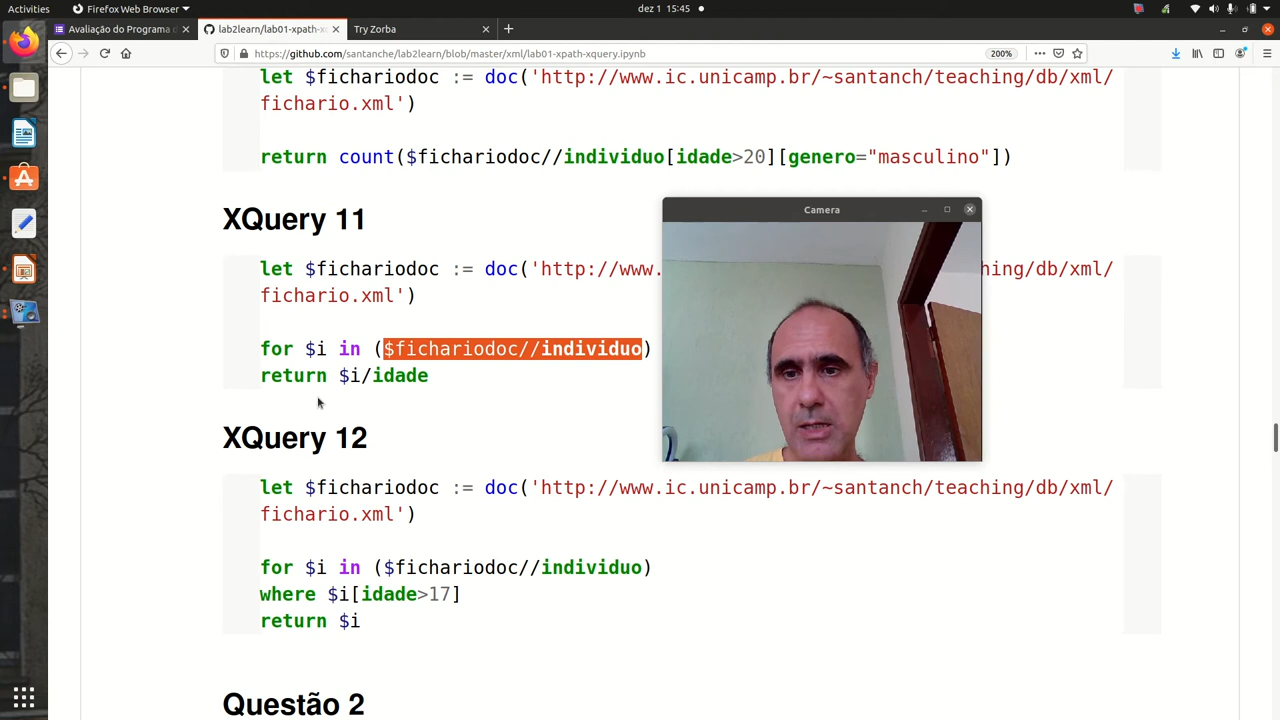 Activities
Firefox Web Browser
dez 1 15:45
Avaliação do Programa d
lab2learn/lab01-xpath-x
Try Zorba
https://github.com/santanche/lab2learn/blob/master/xml/lab01-xpath-xquery.ipynb
200%
let $fichariodoc := doc('http://www.ic.unicamp.br/~santanch/teaching/db/xml/
fichario.xml')
return count($fichariodoc//individuo[idade>20][genero="masculino"])
XQuery 11
Camera
let $fichariodoc := doc('http://www. hing/db/xml/
fichario.xml')
for $i in ($fichariodoc//individuo)
return $i/idade
XQuery 12
let $fichariodoc := doc('http://www.ic.unicamp.br/~santanch/teaching/db/xml/
fichario.xml')
for $i in ($fichariodoc//individuo)
where $i[idade>17]
return $i
Questão 2